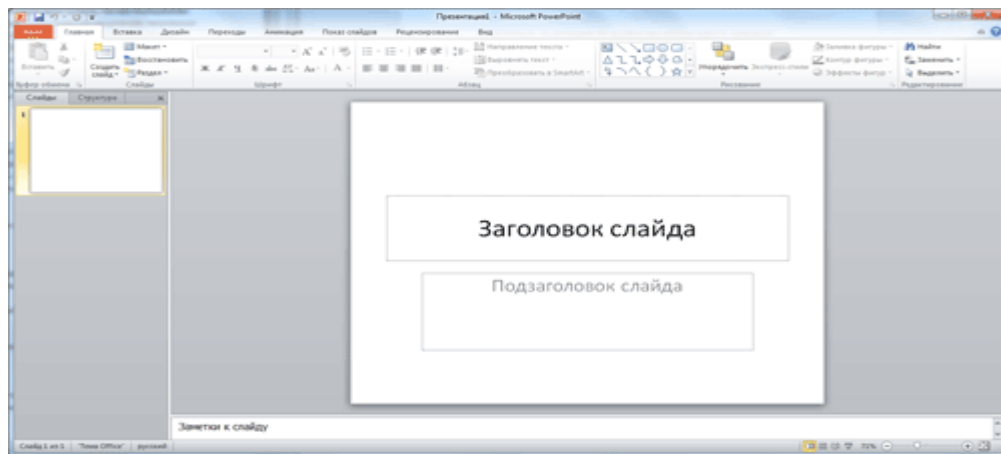 Презентация1 - Microsoft PowerPoint
Файл Главная Вставка Дизайн Переходы Анимация Показ слайдов Рецензирование Вид
Вставить
Создать слайд
Макет
Восстановить
Раздел
Ж К Ч
Направление текста
Выровнять текст
Преобразовать в SmartArt
Упорядочить
Экспресс-стили
Заливка фигуры
Контур фигуры
Эффекты фигур
Найти
Заменить
Выделить
Буфер обмена Слайды Шрифт Абзац Рисование Редактирование
Слайды Структура
1
Заголовок слайда
Подзаголовок слайда
Заметки к слайду
Слайд 1 из 1 "Тема Office" русский 72%